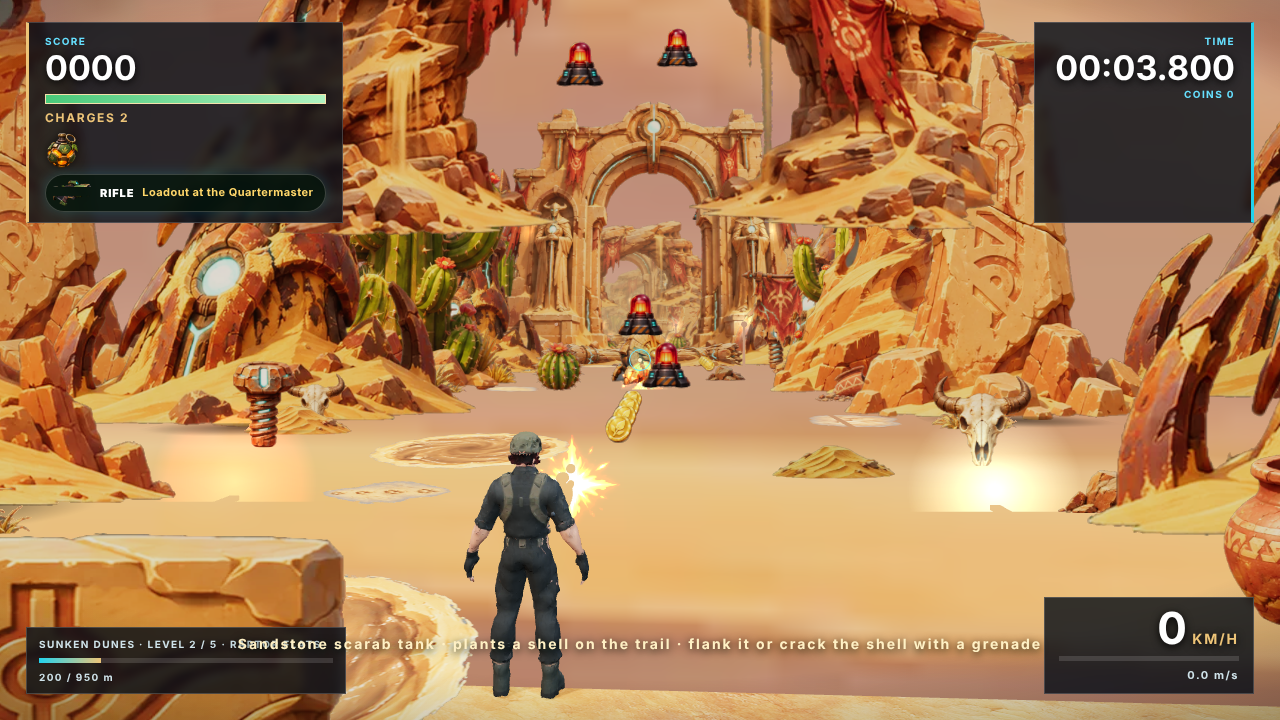 SCORE
0000
CHARGES 2
RIFLE Loadout at the Quartermaster
TIME
00:03.800
COINS 0
SUNKEN DUNES · LEVEL 2 / 5 ·
Sandstone scarab tank · plants a shell on the trail · flank it or crack the shell with a grenade
200 / 950 m
0 KM/H
0.0 m/s